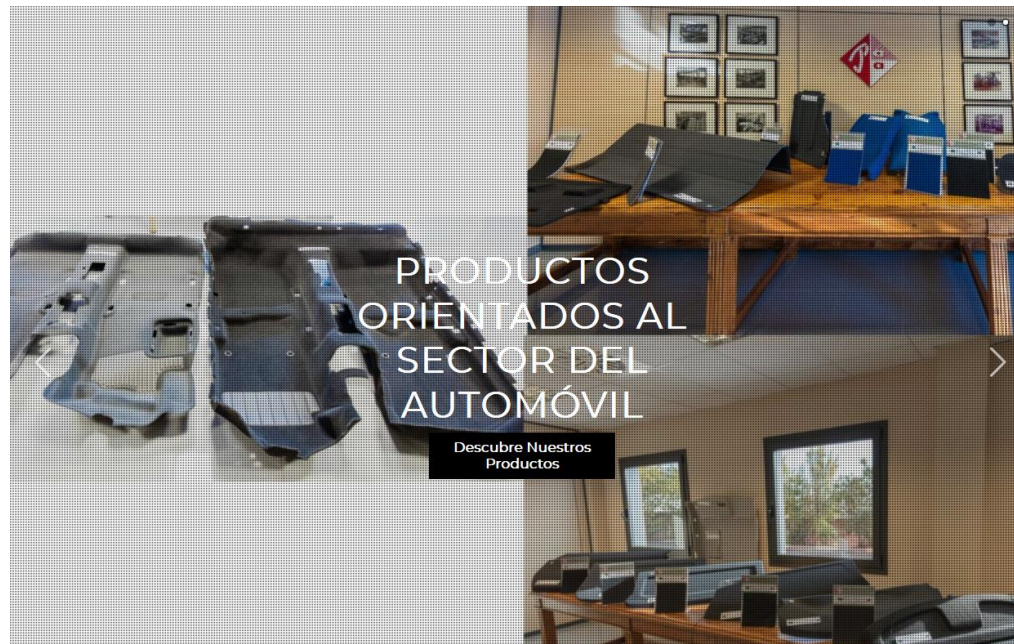 PRODUCTOS
ORIENTADOS AL
SECTOR DEL
AUTOMÓVIL
Descubre Nuestros
Productos